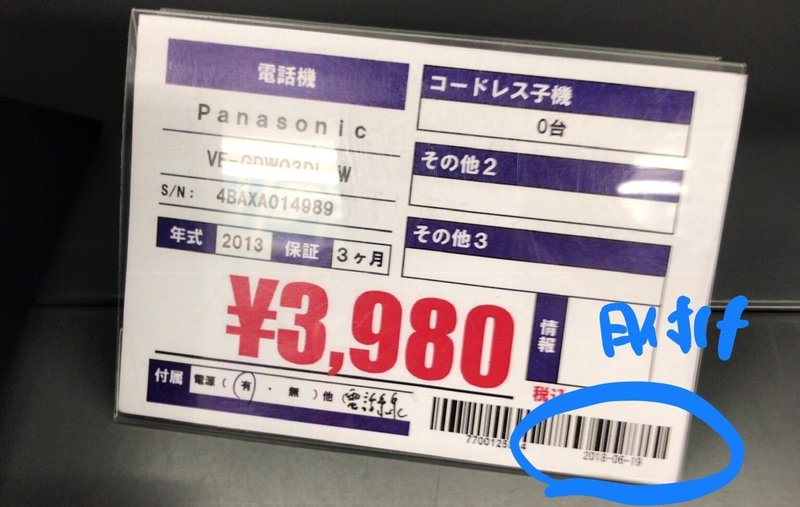 電話機
Panasonic
S/N: 4BAXA014989
年式 2013 保証 3ヶ月
¥3,980
付属 電源(有・無)他 電話線
コードレス子機
0台
その他2
その他3
情報
税込
2018-06-19